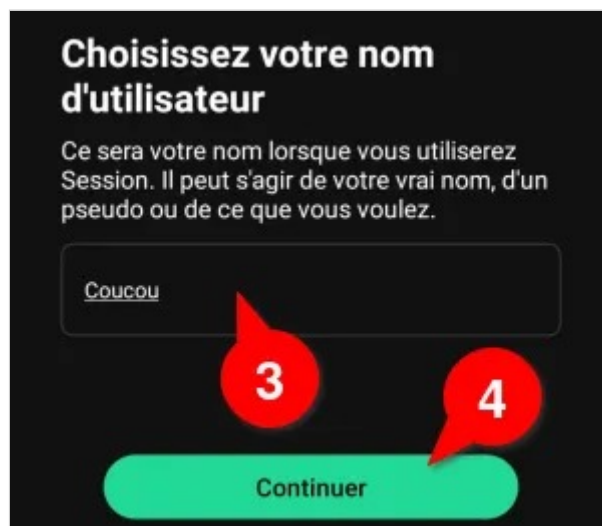 Choisissez votre nom
d'utilisateur
Ce sera votre nom lorsque vous utiliserez
Session. Il peut s'agir de votre vrai nom, d'un
pseudo ou de ce que vous voulez.
Coucou
3
4
Continuer